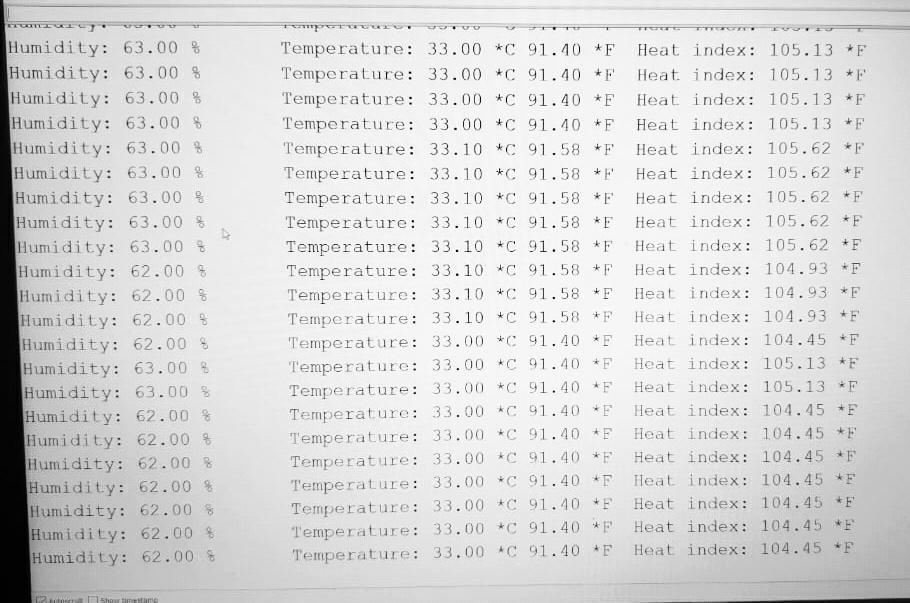 Humidity: 63.00 % Temperature: 33.00 *C 91.40 *F Heat index: 105.13 *F
Humidity: 63.00 % Temperature: 33.00 *C 91.40 *F Heat index: 105.13 *F
Humidity: 63.00 % Temperature: 33.00 *C 91.40 *F Heat index: 105.13 *F
Humidity: 63.00 % Temperature: 33.00 *C 91.40 *F Heat index: 105.13 *F
Humidity: 63.00 % Temperature: 33.10 *C 91.58 *F Heat index: 105.62 *F
Humidity: 63.00 % Temperature: 33.10 *C 91.58 *F Heat index: 105.62 *F
Humidity: 63.00 % Temperature: 33.10 *C 91.58 *F Heat index: 105.62 *F
Humidity: 63.00 % Temperature: 33.10 *C 91.58 *F Heat index: 105.62 *F
Humidity: 63.00 % Temperature: 33.10 *C 91.58 *F Heat index: 105.62 *F
Humidity: 62.00 % Temperature: 33.10 *C 91.58 *F Heat index: 104.93 *F
Humidity: 62.00 % Temperature: 33.10 *C 91.58 *F Heat index: 104.93 *F
Humidity: 62.00 % Temperature: 33.10 *C 91.58 *F Heat index: 104.93 *F
Humidity: 62.00 % Temperature: 33.00 *C 91.40 *F Heat index: 104.45 *F
Humidity: 63.00 % Temperature: 33.00 *C 91.40 *F Heat index: 105.13 *F
Humidity: 63.00 % Temperature: 33.00 *C 91.40 *F Heat index: 105.13 *F
Humidity: 62.00 % Temperature: 33.00 *C 91.40 *F Heat index: 104.45 *F
Humidity: 62.00 % Temperature: 33.00 *C 91.40 *F Heat index: 104.45 *F
Humidity: 62.00 % Temperature: 33.00 *C 91.40 *F Heat index: 104.45 *F
Humidity: 62.00 % Temperature: 33.00 *C 91.40 *F Heat index: 104.45 *F
Humidity: 62.00 % Temperature: 33.00 *C 91.40 *F Heat index: 104.45 *F
Humidity: 62.00 % Temperature: 33.00 *C 91.40 *F Heat index: 104.45 *F
Humidity: 62.00 % Temperature: 33.00 *C 91.40 *F Heat index: 104.45 *F
Autoscroll Show timestamp